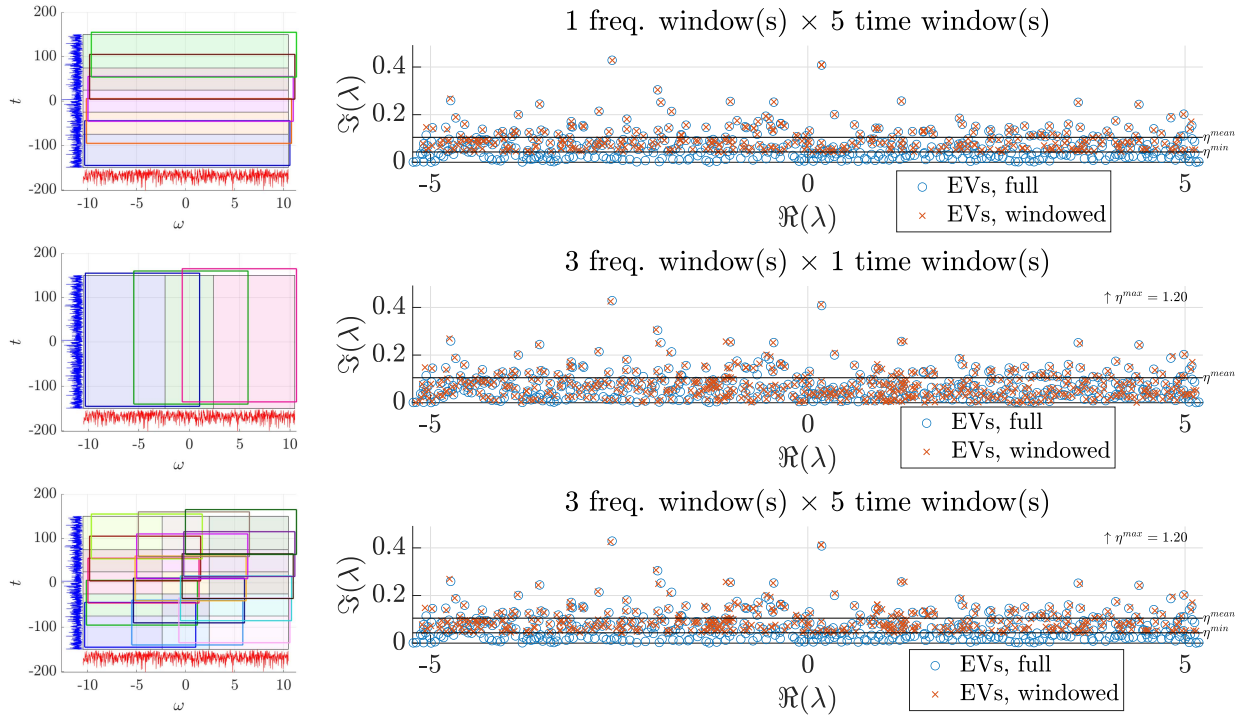 1 freq. window(s) × 5 time window(s)
200
100
0
-100
-200
t
-10
-5
0
5
10
ω
0.4
0.2
0
ℑ(λ)
η^{mean}
η^{min}
-5
0
5
ℜ(λ)
EVs, full
EVs, windowed
3 freq. window(s) × 1 time window(s)
200
100
0
-100
-200
t
-10
-5
0
5
10
ω
0.4
0.2
0
ℑ(λ)
↑ η^{max} = 1.20
η^{mean}
-5
0
5
ℜ(λ)
EVs, full
EVs, windowed
3 freq. window(s) × 5 time window(s)
200
100
0
-100
-200
t
-10
-5
0
5
10
ω
0.4
0.2
0
ℑ(λ)
↑ η^{max} = 1.20
η^{mean}
η^{min}
-5
0
5
ℜ(λ)
EVs, full
EVs, windowed